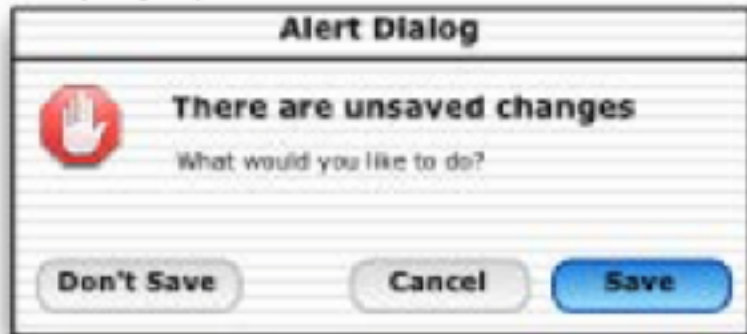 Alert Dialog
There are unsaved changes
What would you like to do?
Don't Save Cancel Save